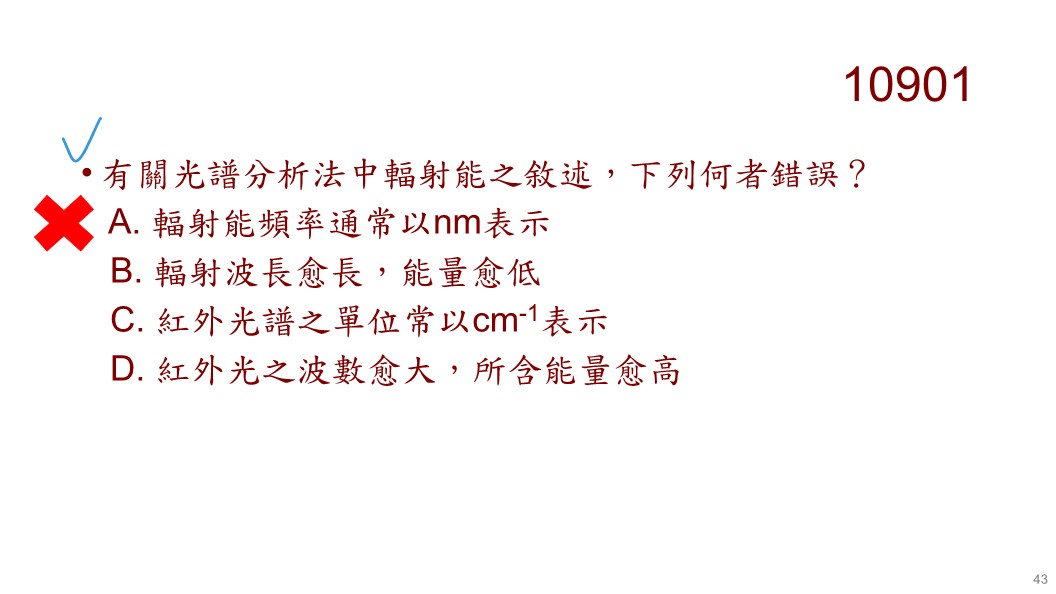 10901
• 有關光譜分析法中輻射能之敘述，下列何者錯誤？
A. 輻射能頻率通常以nm表示
B. 輻射波長愈長，能量愈低
C. 紅外光譜之單位常以cm⁻¹表示
D. 紅外光之波數愈大，所含能量愈高
43